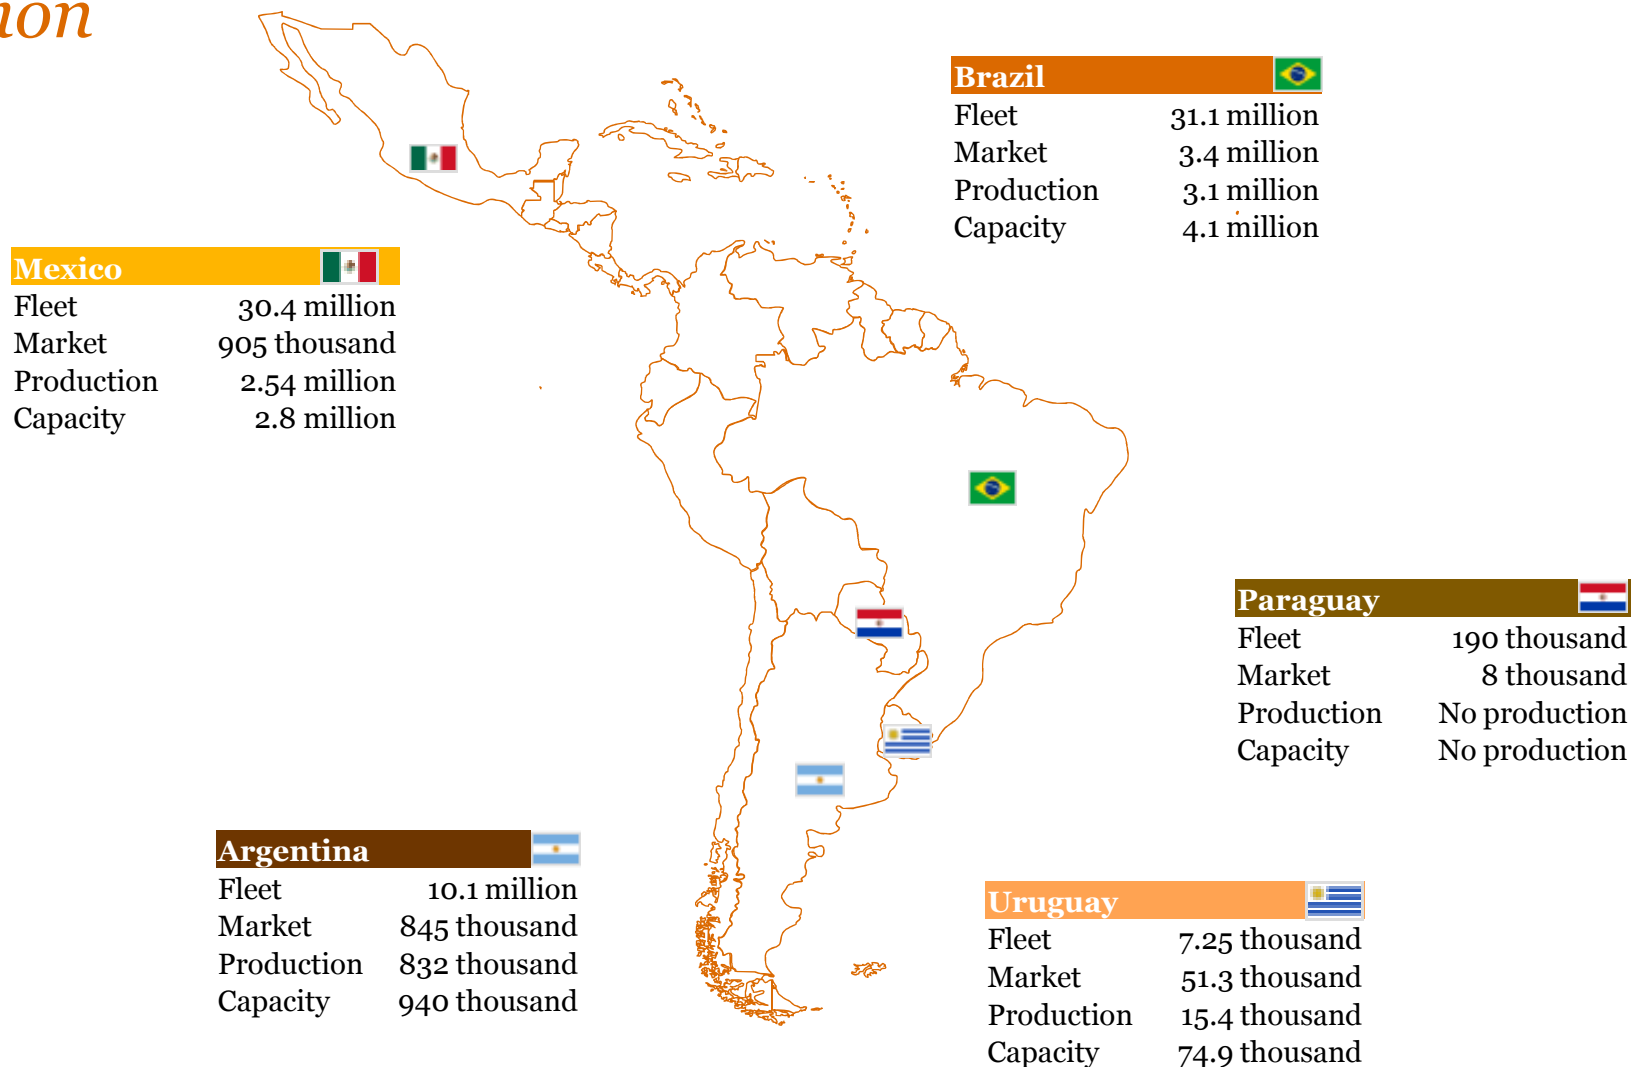 Brazil
Fleet 31.1 million
Market 3.4 million
Production 3.1 million
Capacity 4.1 million
Mexico
Fleet 30.4 million
Market 905 thousand
Production 2.54 million
Capacity 2.8 million
Paraguay
Fleet 190 thousand
Market 8 thousand
Production No production
Capacity No production
Argentina
Fleet 10.1 million
Market 845 thousand
Production 832 thousand
Capacity 940 thousand
Uruguay
Fleet 7.25 thousand
Market 51.3 thousand
Production 15.4 thousand
Capacity 74.9 thousand